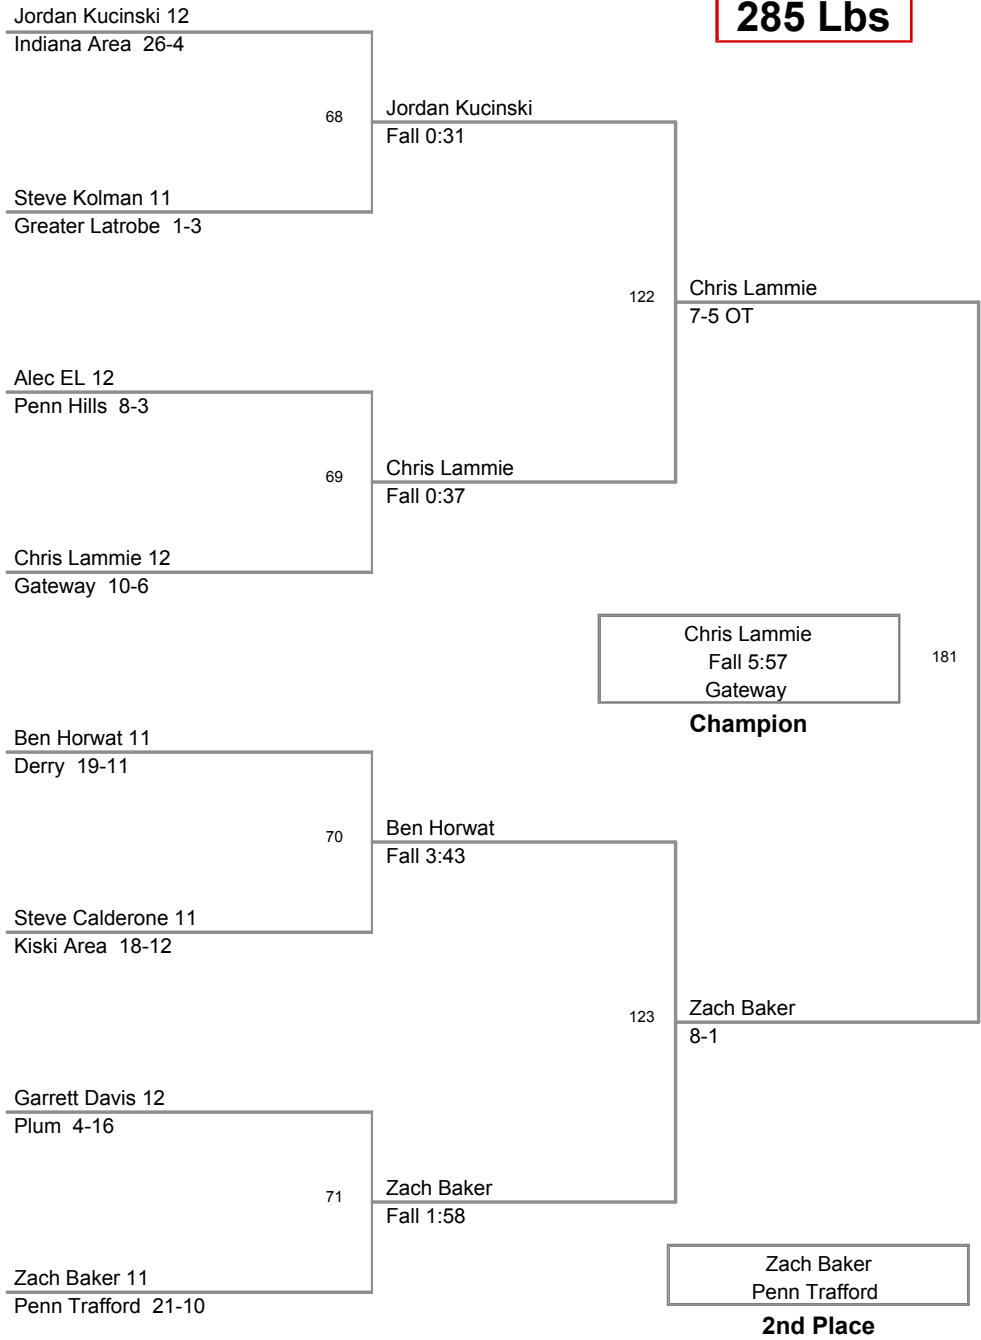 285 Lbs
Jordan Kucinski 12
Indiana Area 26-4
68
Jordan Kucinski
Fall 0:31
Steve Kolman 11
Greater Latrobe 1-3
122
Chris Lammie
7-5 OT
Alec EL 12
Penn Hills 8-3
69
Chris Lammie
Fall 0:37
Chris Lammie 12
Gateway 10-6
Chris Lammie
Fall 5:57
Gateway
Champion
181
Ben Horwat 11
Derry 19-11
70
Ben Horwat
Fall 3:43
Steve Calderone 11
Kiski Area 18-12
123
Zach Baker
8-1
Garrett Davis 12
Plum 4-16
71
Zach Baker
Fall 1:58
Zach Baker 11
Penn Trafford 21-10
Zach Baker
Penn Trafford
2nd Place